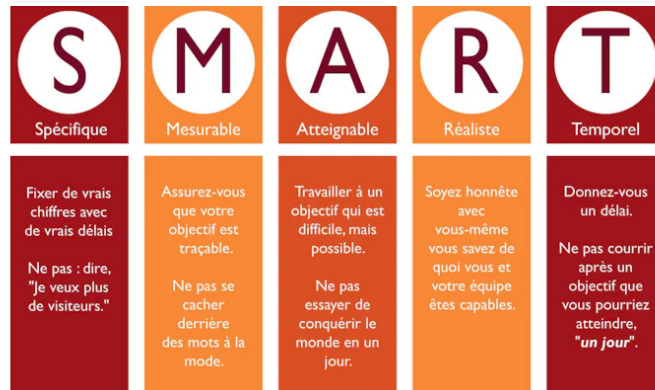 S
Spécifique
Fixer de vrais
chiffres avec
de vrais délais
Ne pas : dire,
"Je veux plus
de visiteurs."
M
Mesurable
Assurez-vous
que votre
objectif est
traçable.
Ne pas se
cacher
derrière
des mots à la
mode.
A
Atteignable
Travailler à un
objectif qui est
difficile, mais
possible.
Ne pas
essayer de
conquérir le
monde en un
jour.
R
Réaliste
Soyez honnête
avec
vous-même
vous savez de
quoi vous et
votre équipe
êtes capables.
T
Temporel
Donnez-vous
un délai.
Ne pas courrir
après un
objectif que
vous pourriez
atteindre,
"un jour".